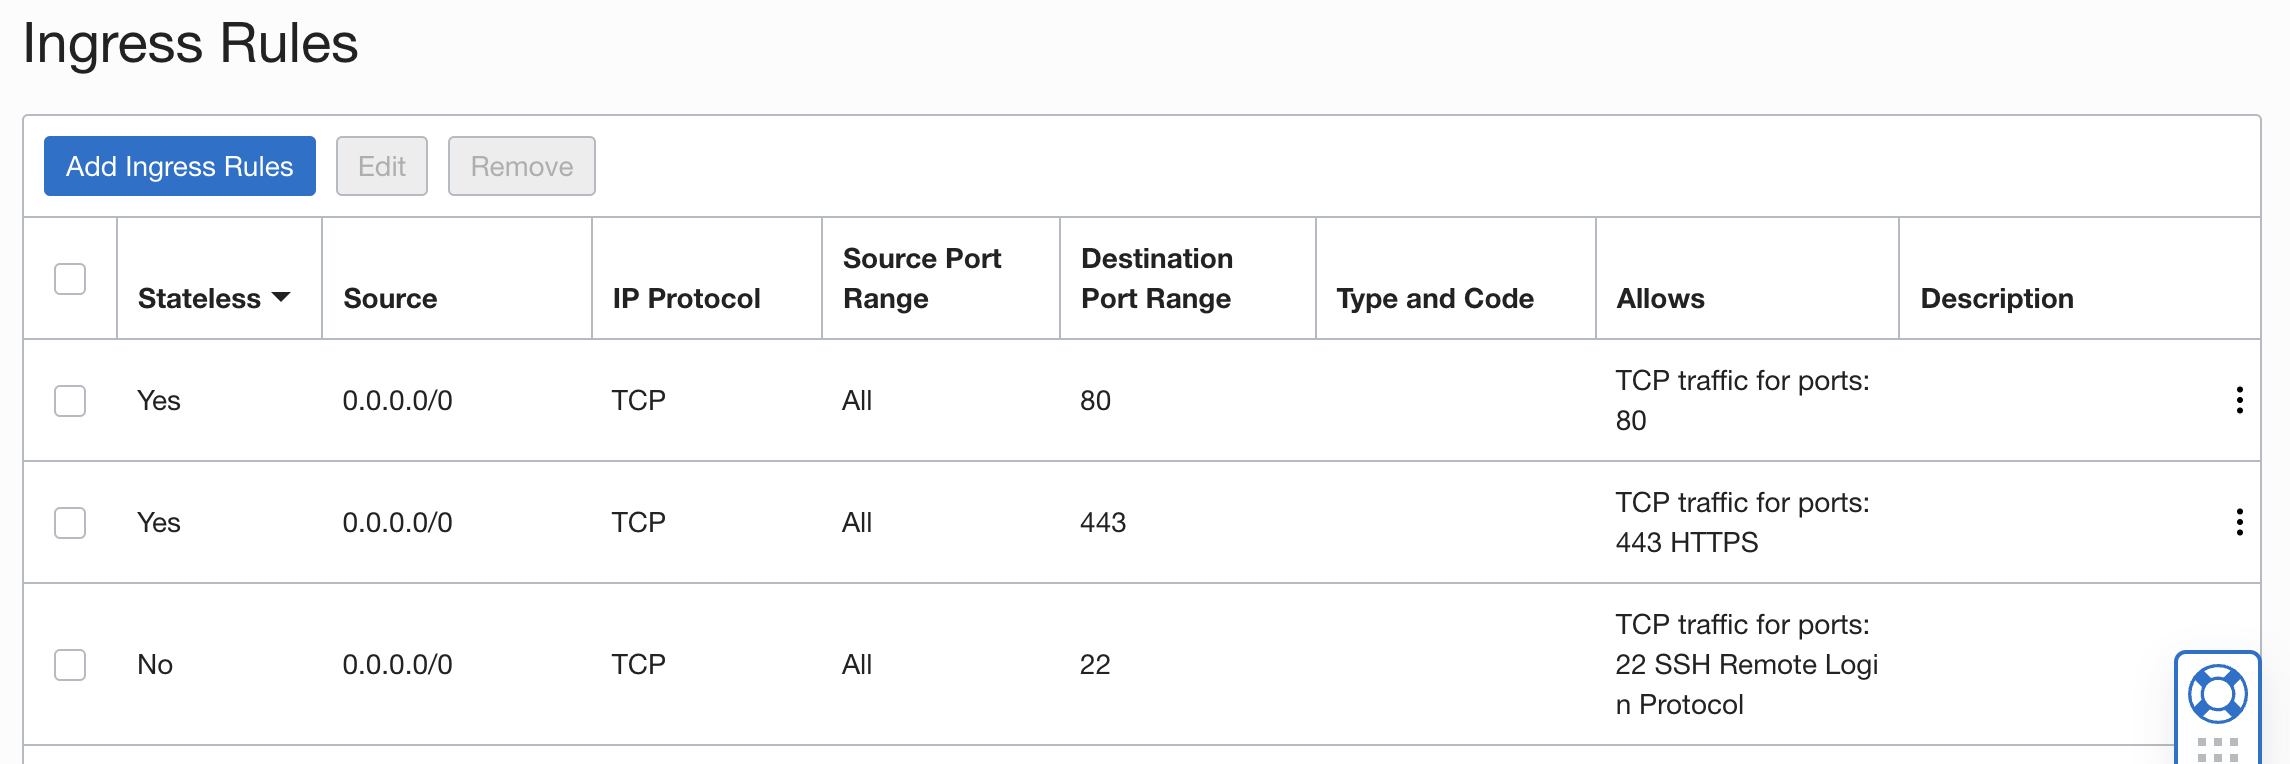 Ingress Rules
Add Ingress Rules Edit Remove
Stateless Source IP Protocol Source Port Range Destination Port Range Type and Code Allows Description
Yes 0.0.0.0/0 TCP All 80 TCP traffic for ports:
80
Yes 0.0.0.0/0 TCP All 443 TCP traffic for ports:
443 HTTPS
No 0.0.0.0/0 TCP All 22 TCP traffic for ports:
22 SSH Remote Logi
n Protocol